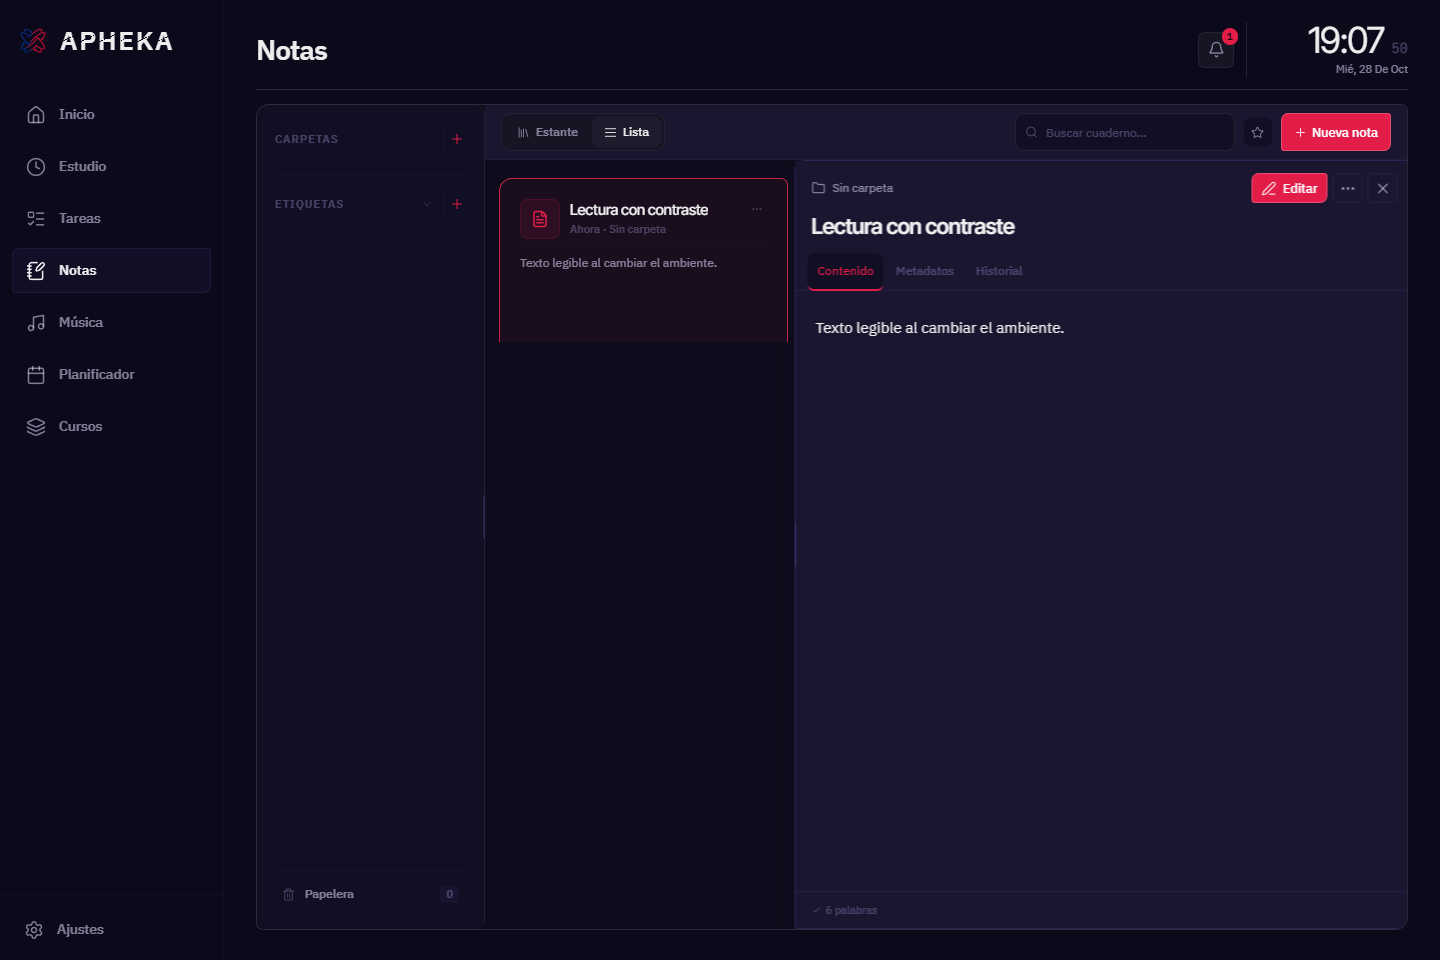 APHEKA
Inicio
Estudio
Tareas
Notas
Música
Planificador
Cursos
Ajustes
Notas
1
19:07 50
Mié, 28 De Oct
CARPETAS
ETIQUETAS
Papelera 0
Estante
Lista
Buscar cuaderno...
Nueva nota
Lectura con contraste
Ahora · Sin carpeta
Texto legible al cambiar el ambiente.
Sin carpeta
Editar
Lectura con contraste
Contenido Metadatos Historial
Texto legible al cambiar el ambiente.
6 palabras